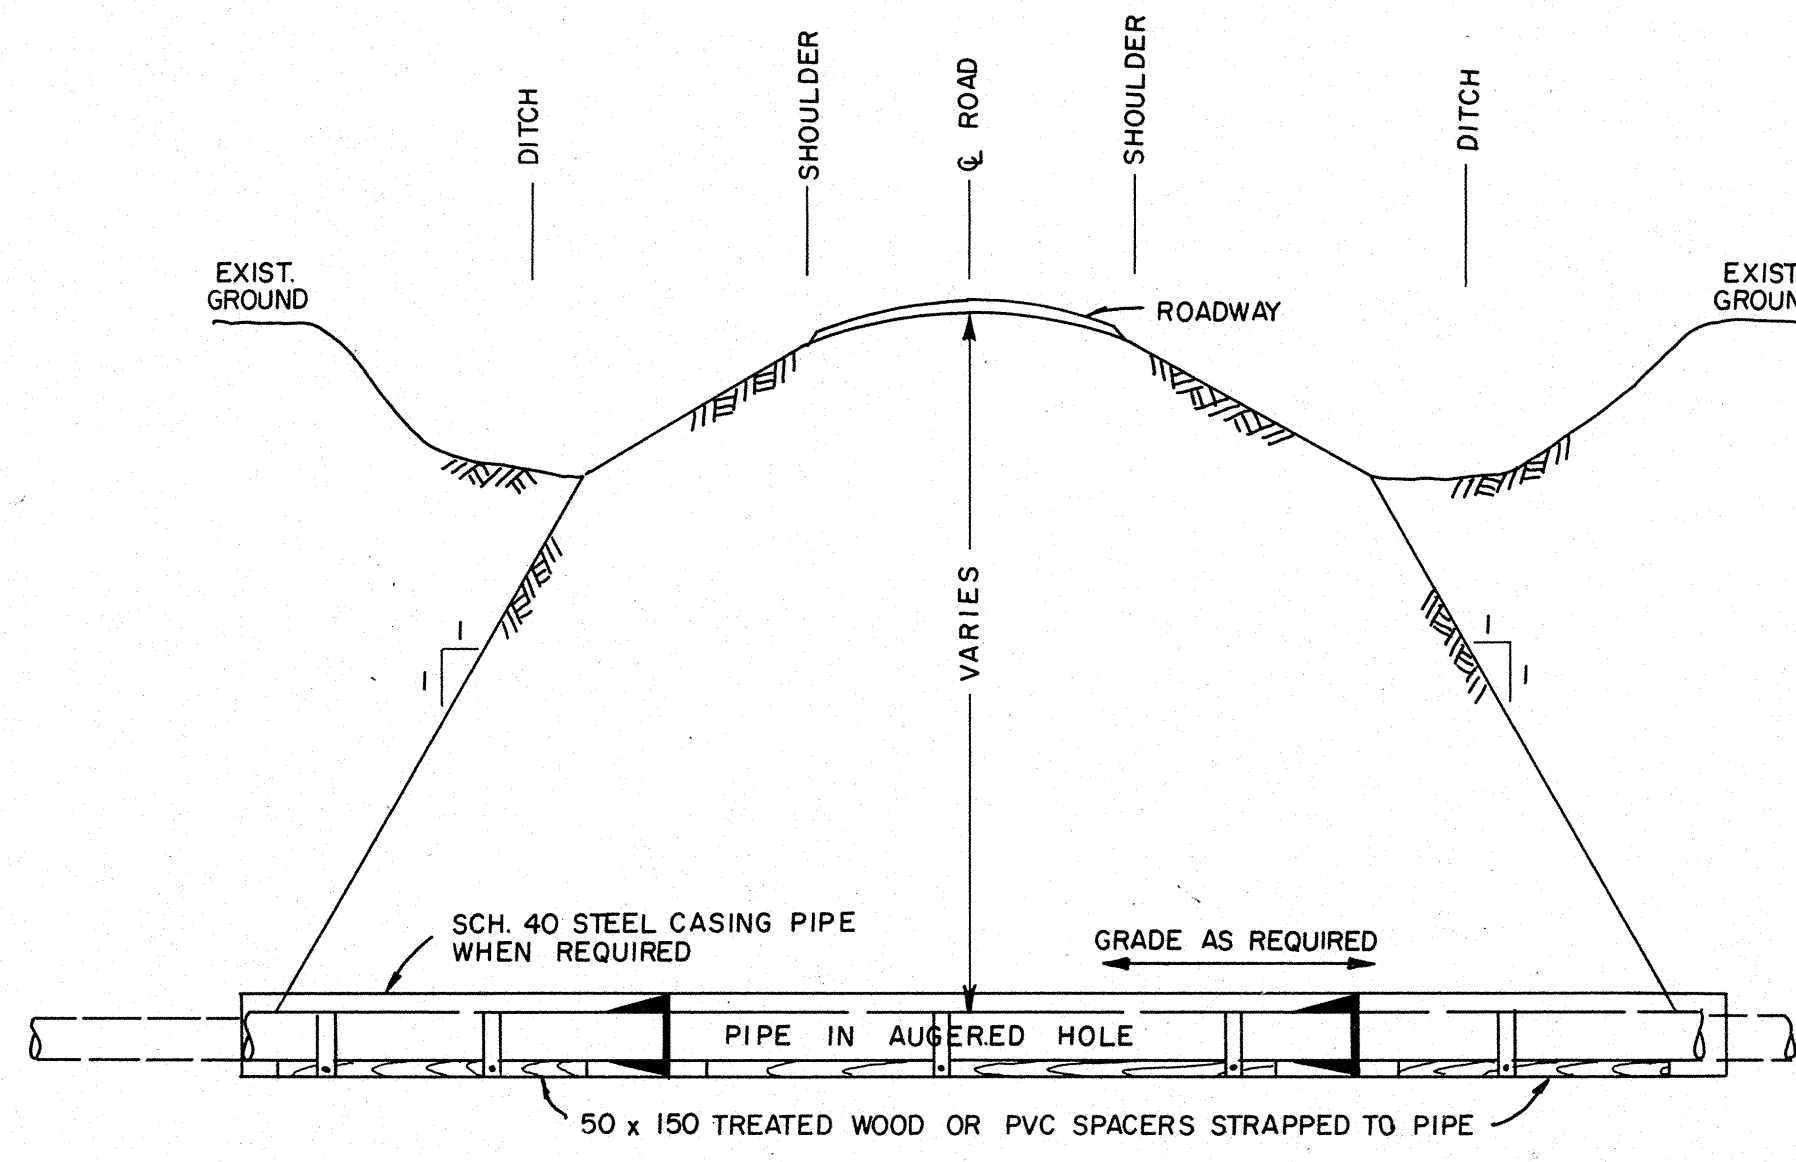 DITCH
SHOULDER
℄ ROAD
SHOULDER
DITCH
EXIST.
GROUND
EXIST
GROUN
ROADWAY
VARIES
1
1
1
1
SCH. 40 STEEL CASING PIPE
WHEN REQUIRED
GRADE AS REQUIRED
PIPE IN AUGERED HOLE
50 x 150 TREATED WOOD OR PVC SPACERS STRAPPED TO PIPE